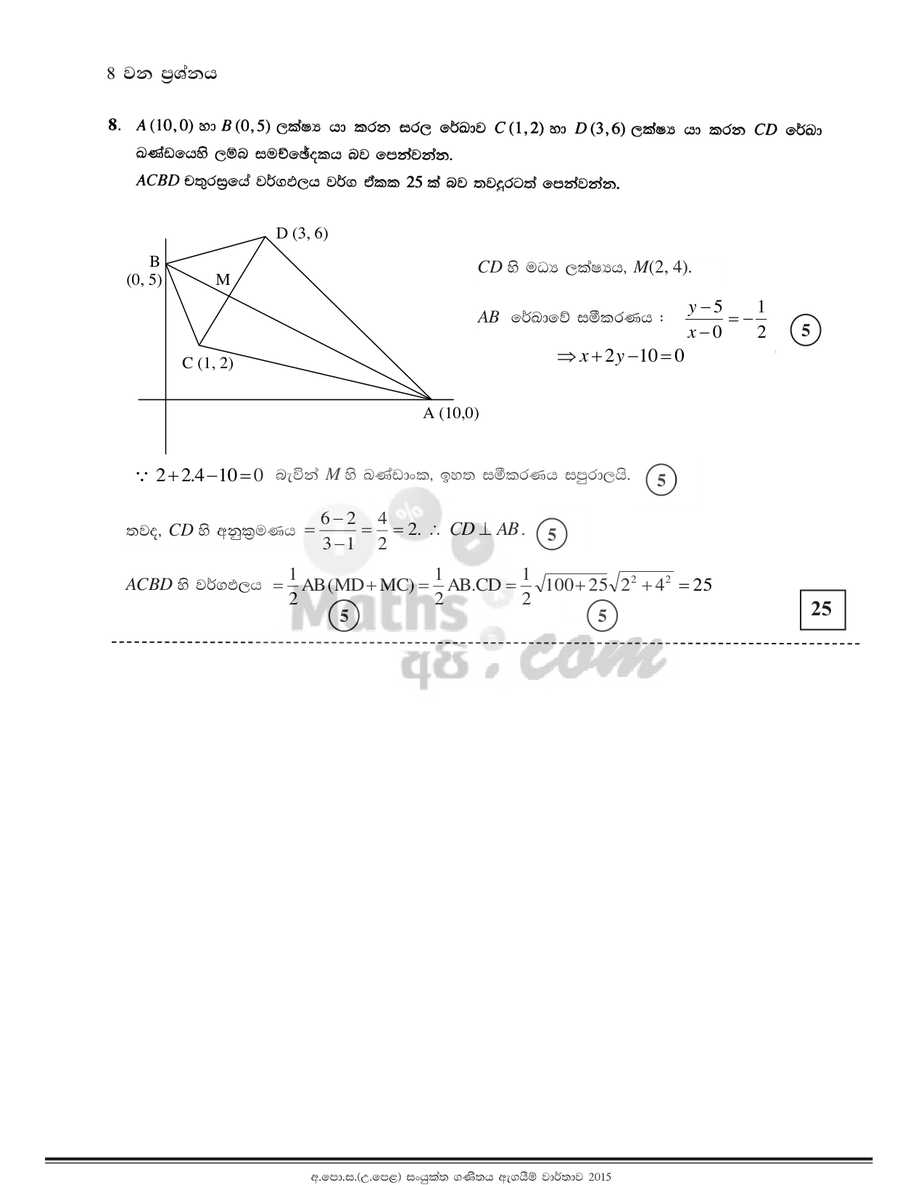 8 වන ප්‍රශ්නය
8. A (10, 0) හා B (0, 5) ලක්ෂ්‍ය යා කරන සරල රේඛාව C (1, 2) හා D (3, 6) ලක්ෂ්‍ය යා කරන CD රේඛා
ඛණ්ඩයෙහි ලම්බ සමච්ඡේදකය බව පෙන්වන්න.
ACBD චතුරස්‍රයේ වර්ගඵලය වර්ග ඒකක 25 ක් බව තවදුරටත් පෙන්වන්න.
D (3, 6)
B
(0, 5)
M
C (1, 2)
A (10,0)
CD හි මධ්‍ය ලක්ෂ්‍යය, M(2, 4).
AB රේඛාවේ සමීකරණය : (y − 5)/(x − 0) = −1/2 5
⇒ x + 2y − 10 = 0
∵ 2 + 2.4 − 10 = 0 බැවින් M හි ඛණ්ඩාංක, ඉහත සමීකරණය සපුරාලයි. 5
තවද, CD හි අනුක්‍රමණය = (6 − 2)/(3 − 1) = 4/2 = 2. ∴ CD ⊥ AB. 5
ACBD හි වර්ගඵලය = 1/2 AB (MD + MC) = 1/2 AB.CD = 1/2 √(100 + 25) √(2² + 4²) = 25
5 5 25
Maths
අපි . com
අ.පො.ස.(උ.පෙළ) සංයුක්ත ගණිතය ඇගයීම් වාර්තාව 2015